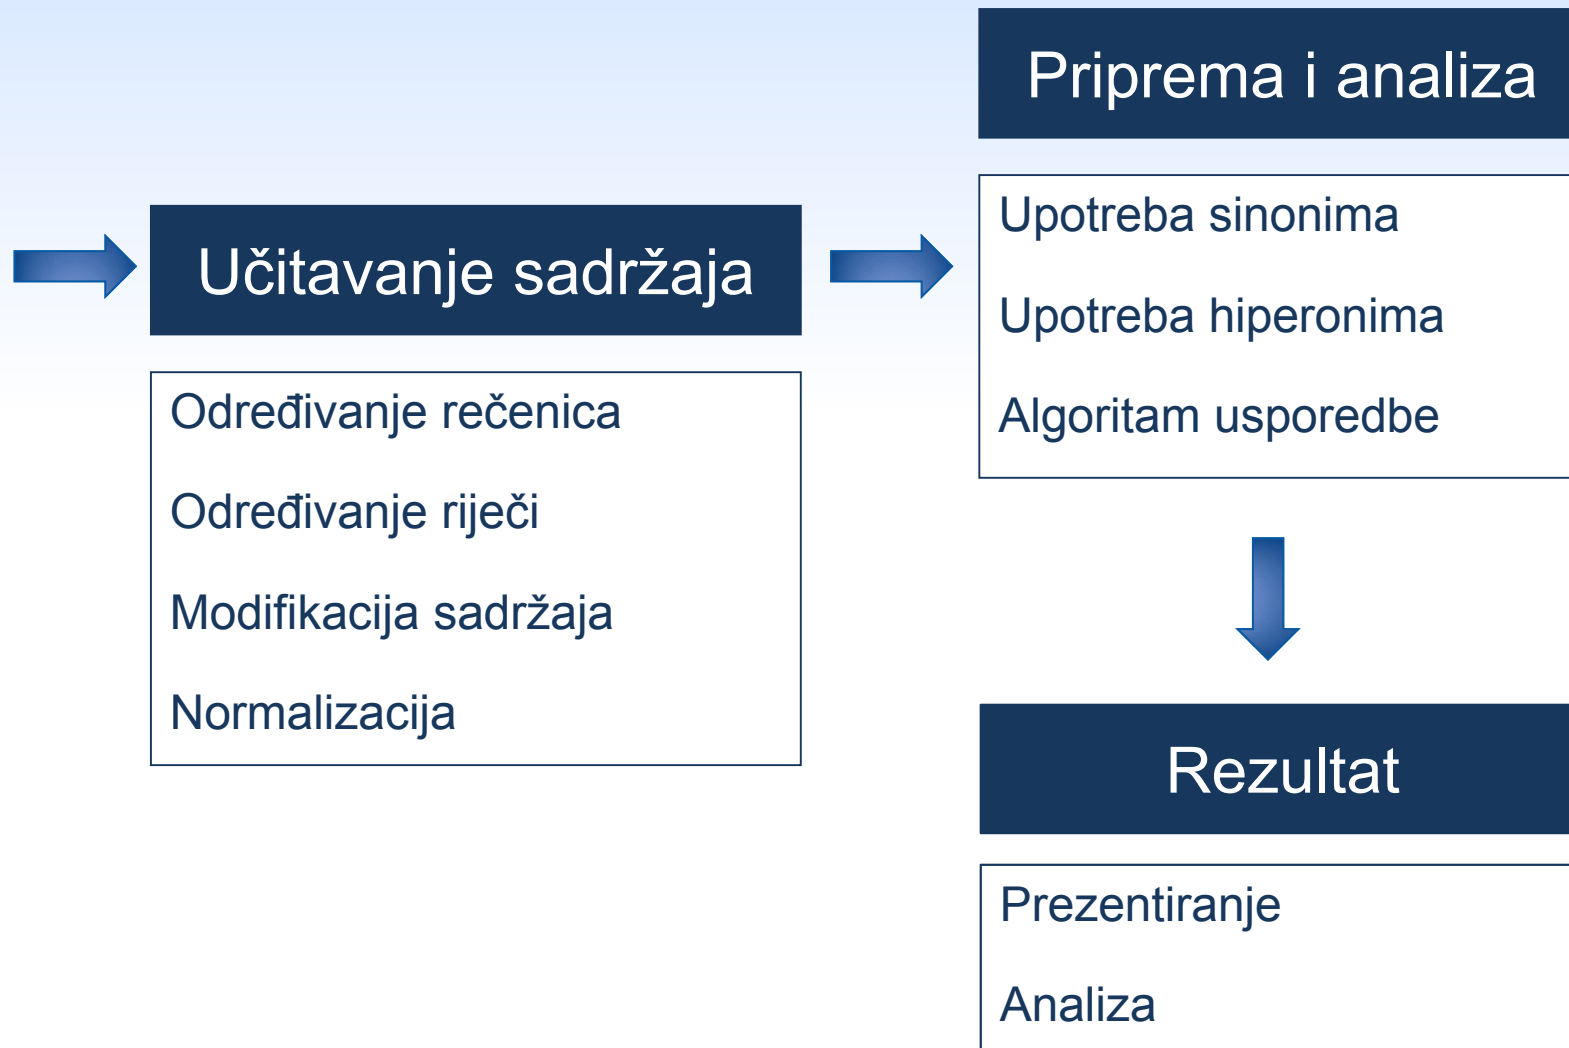 Učitavanje sadržaja
Određivanje rečenica
Određivanje riječi
Modifikacija sadržaja
Normalizacija
Priprema i analiza
Upotreba sinonima
Upotreba hiperonima
Algoritam usporedbe
Rezultat
Prezentiranje
Analiza